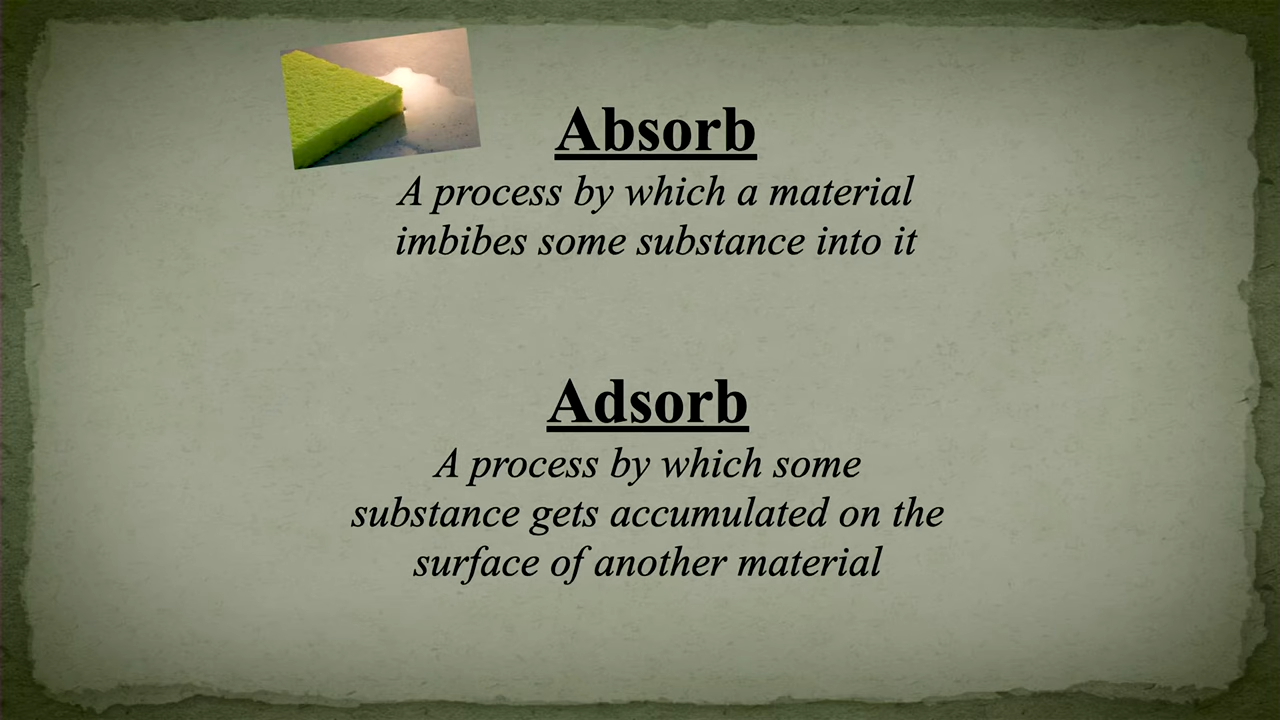 Absorb
A process by which a material
imbibes some substance into it
Adsorb
A process by which some
substance gets accumulated on the
surface of another material